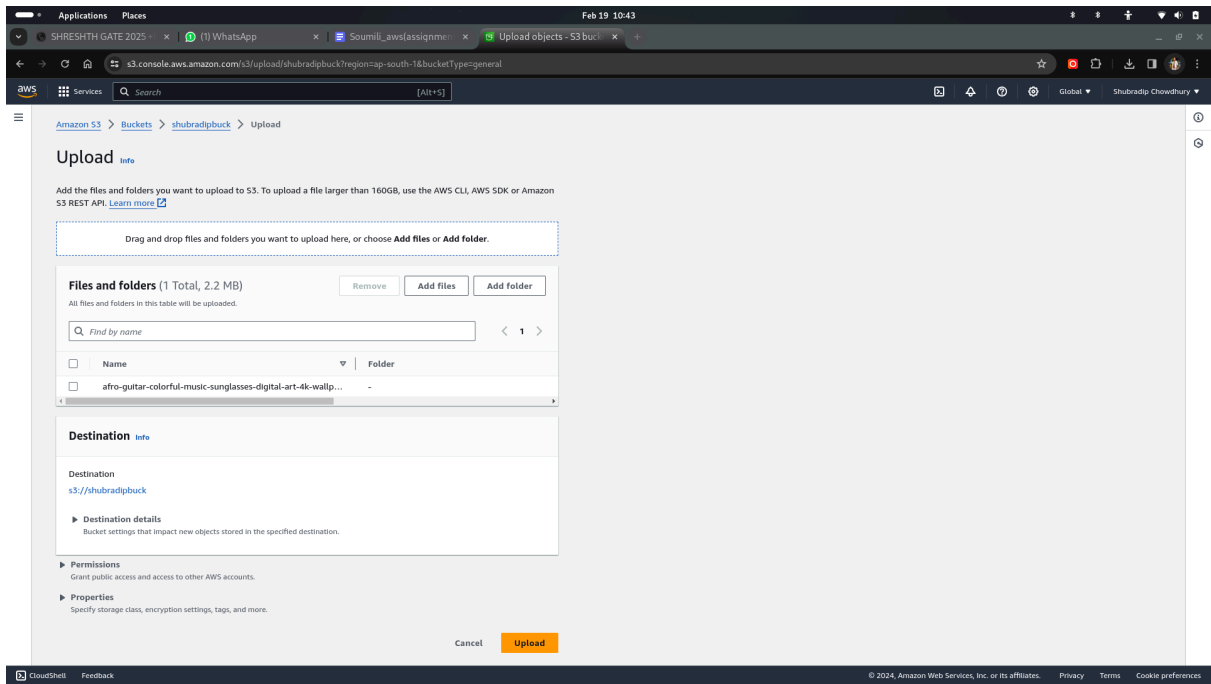 Applications Places Feb 19 10:43
SHRESHTH GATE 2025 (1) WhatsApp Soumili_aws(assignmen Upload objects - S3 buck
s3.console.aws.amazon.com/s3/upload/shubradipbuck?region=ap-south-1&bucketType=general
aws Services Search [Alt+S] Global Shubradip Chowdhury
Amazon S3 > Buckets > shubradipbuck > Upload
Upload Info
Add the files and folders you want to upload to S3. To upload a file larger than 160GB, use the AWS CLI, AWS SDK or Amazon
S3 REST API. Learn more
Drag and drop files and folders you want to upload here, or choose Add files or Add folder.
Files and folders (1 Total, 2.2 MB) Remove Add files Add folder
All files and folders in this table will be uploaded.
Find by name < 1 >
Name Folder
afro-guitar-colorful-music-sunglasses-digital-art-4k-wallp... -
Destination Info
Destination
s3://shubradipbuck
Destination details
Bucket settings that impact new objects stored in the specified destination.
Permissions
Grant public access and access to other AWS accounts.
Properties
Specify storage class, encryption settings, tags, and more.
Cancel Upload
CloudShell Feedback © 2024, Amazon Web Services, Inc. or its affiliates. Privacy Terms Cookie preferences